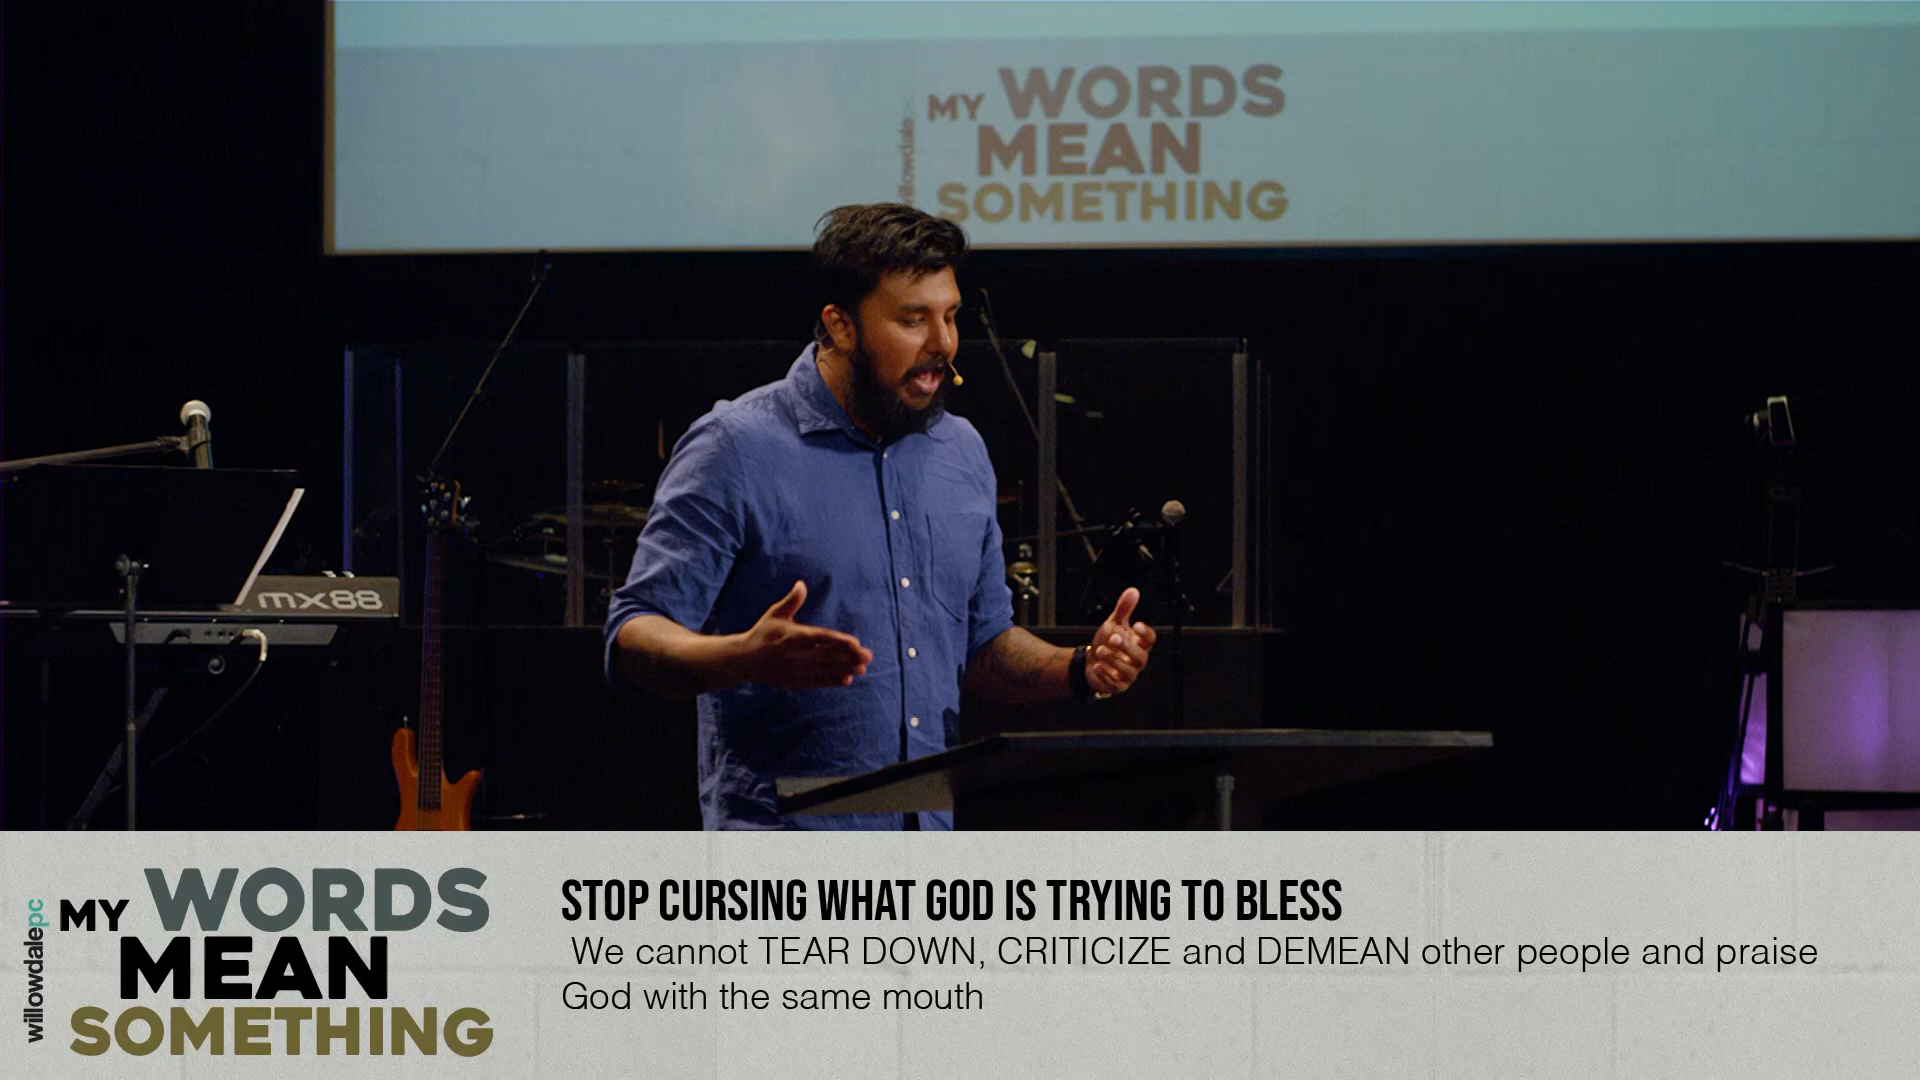 MY WORDS
MEAN
SOMETHING
willowdalepc
mx88
willowdalepc
MY WORDS
MEAN
SOMETHING
STOP CURSING WHAT GOD IS TRYING TO BLESS
We cannot TEAR DOWN, CRITICIZE and DEMEAN other people and praise
God with the same mouth